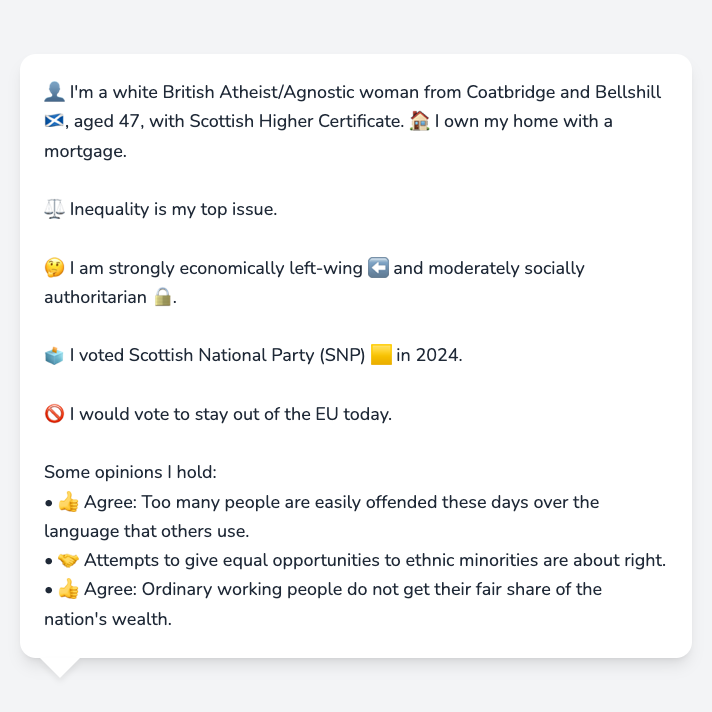 👤 I'm a white British Atheist/Agnostic woman from Coatbridge and Bellshill
🏴󠁧󠁢󠁳󠁣󠁴󠁿, aged 47, with Scottish Higher Certificate. 🏠 I own my home with a
mortgage.
⚖️ Inequality is my top issue.
🤔 I am strongly economically left-wing ⬅️ and moderately socially
authoritarian 🔒.
🗳️ I voted Scottish National Party (SNP) 🟨 in 2024.
🚫 I would vote to stay out of the EU today.
Some opinions I hold:
• 👍 Agree: Too many people are easily offended these days over the
language that others use.
• 🤝 Attempts to give equal opportunities to ethnic minorities are about right.
• 👍 Agree: Ordinary working people do not get their fair share of the
nation's wealth.